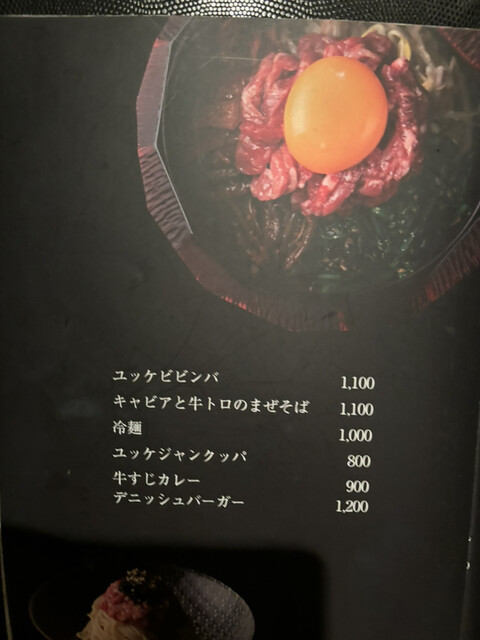 ユッケビビンバ 1,100
キャビアと牛トロのまぜそば 1,100
冷麺 1,000
ユッケジャンクッパ 800
牛すじカレー 900
デニッシュバーガー 1,200